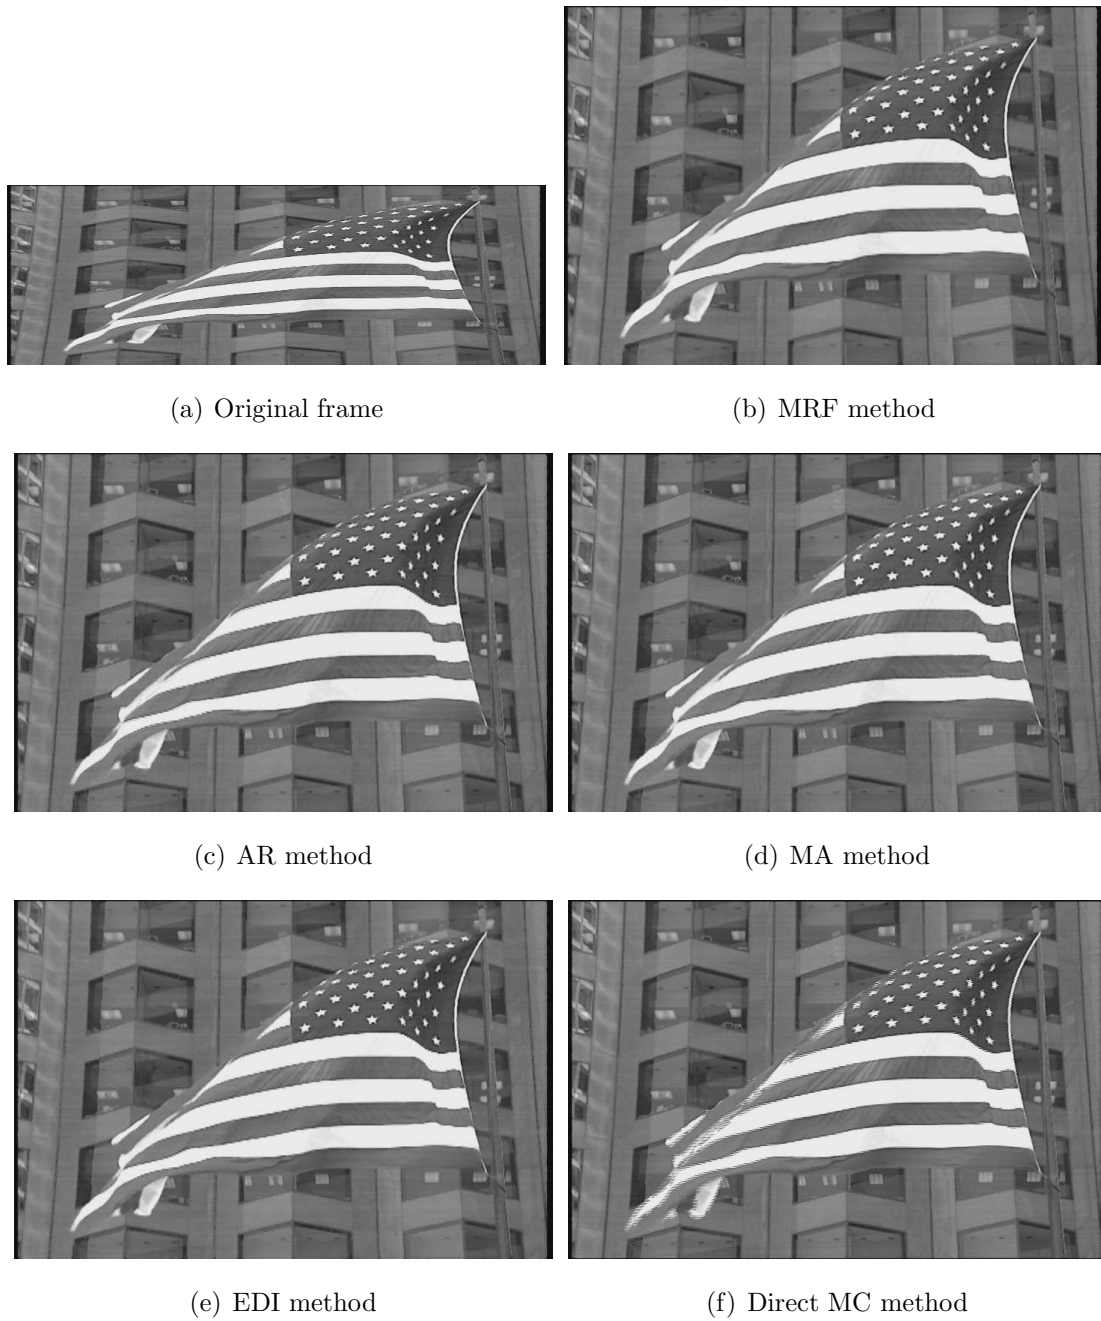 (a) Original frame
(b) MRF method
(c) AR method
(d) MA method
(e) EDI method
(f) Direct MC method